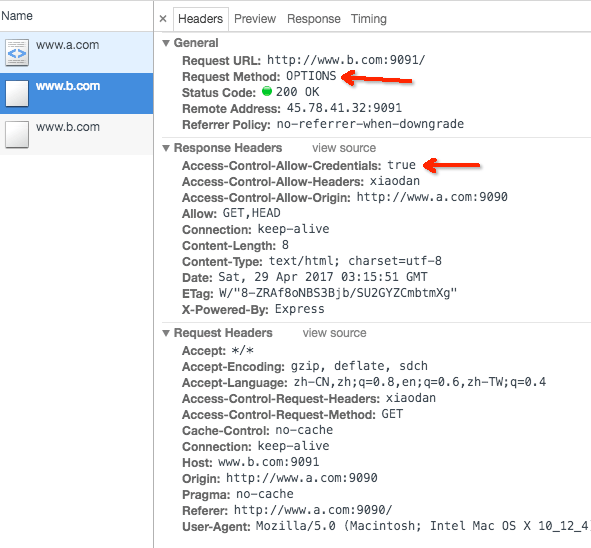 Name
www.a.com
www.b.com
www.b.com
× Headers Preview Response Timing
▼ General
Request URL: http://www.b.com:9091/
Request Method: OPTIONS
Status Code: 200 OK
Remote Address: 45.78.41.32:9091
Referrer Policy: no-referrer-when-downgrade
▼ Response Headers view source
Access-Control-Allow-Credentials: true
Access-Control-Allow-Headers: xiaodan
Access-Control-Allow-Origin: http://www.a.com:9090
Allow: GET,HEAD
Connection: keep-alive
Content-Length: 8
Content-Type: text/html; charset=utf-8
Date: Sat, 29 Apr 2017 03:15:51 GMT
ETag: W/"8-ZRAf8oNBS3Bjb/SU2GYZCmbtmXg"
X-Powered-By: Express
▼ Request Headers view source
Accept: */*
Accept-Encoding: gzip, deflate, sdch
Accept-Language: zh-CN,zh;q=0.8,en;q=0.6,zh-TW;q=0.4
Access-Control-Request-Headers: xiaodan
Access-Control-Request-Method: GET
Cache-Control: no-cache
Connection: keep-alive
Host: www.b.com:9091
Origin: http://www.a.com:9090
Pragma: no-cache
Referer: http://www.a.com:9090/
User-Agent: Mozilla/5.0 (Macintosh; Intel Mac OS X 10_12_4)